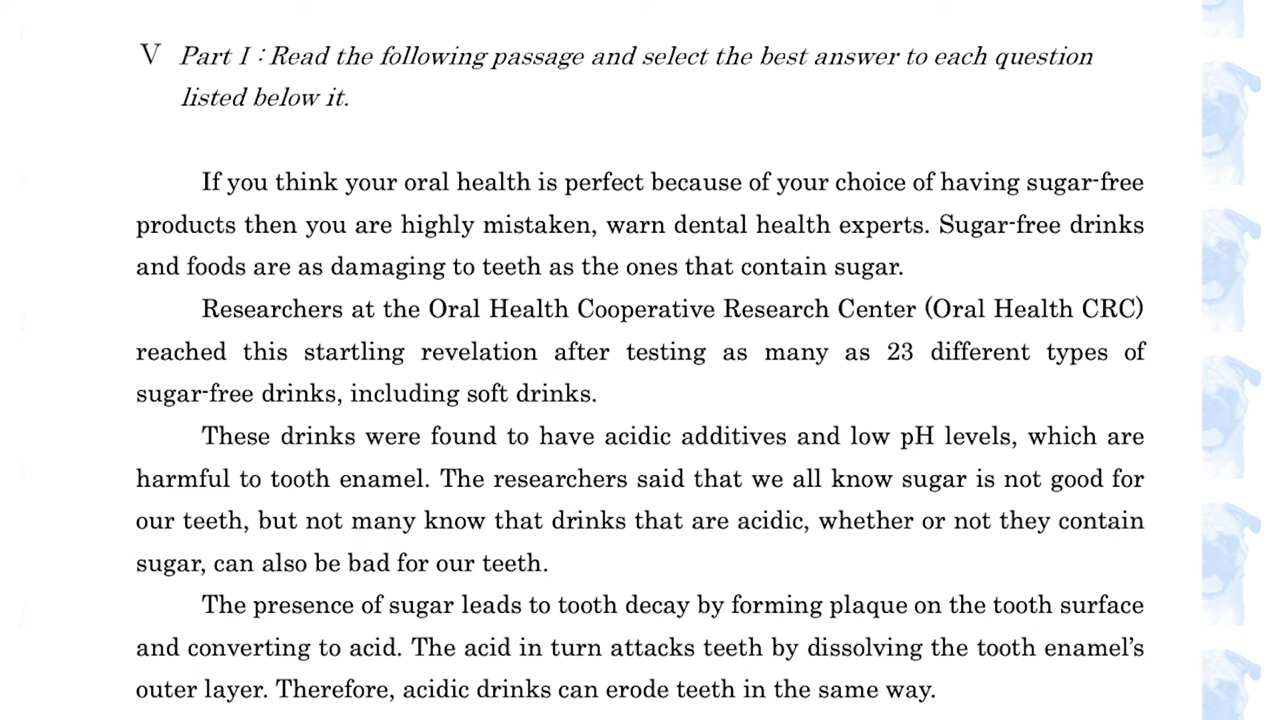 V Part I : Read the following passage and select the best answer to each question
listed below it.
If you think your oral health is perfect because of your choice of having sugar-free
products then you are highly mistaken, warn dental health experts. Sugar-free drinks
and foods are as damaging to teeth as the ones that contain sugar.
Researchers at the Oral Health Cooperative Research Center (Oral Health CRC)
reached this startling revelation after testing as many as 23 different types of
sugar-free drinks, including soft drinks.
These drinks were found to have acidic additives and low pH levels, which are
harmful to tooth enamel. The researchers said that we all know sugar is not good for
our teeth, but not many know that drinks that are acidic, whether or not they contain
sugar, can also be bad for our teeth.
The presence of sugar leads to tooth decay by forming plaque on the tooth surface
and converting to acid. The acid in turn attacks teeth by dissolving the tooth enamel’s
outer layer. Therefore, acidic drinks can erode teeth in the same way.